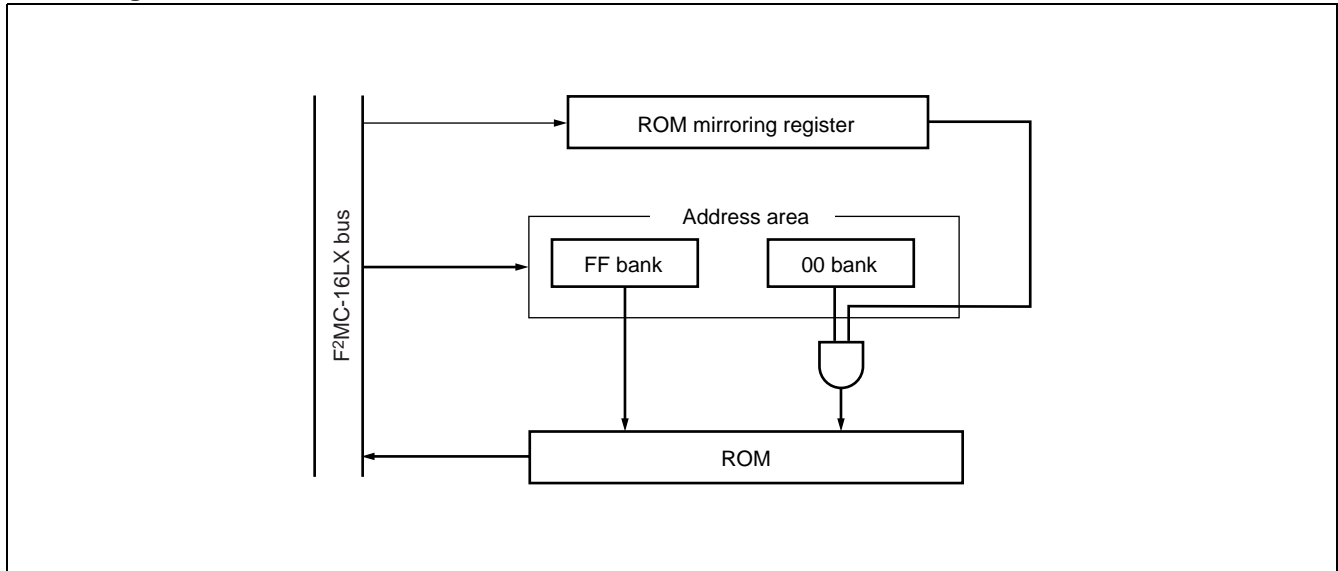 ROM mirroring register
F²MC-16LX bus
Address area
FF bank
00 bank
ROM